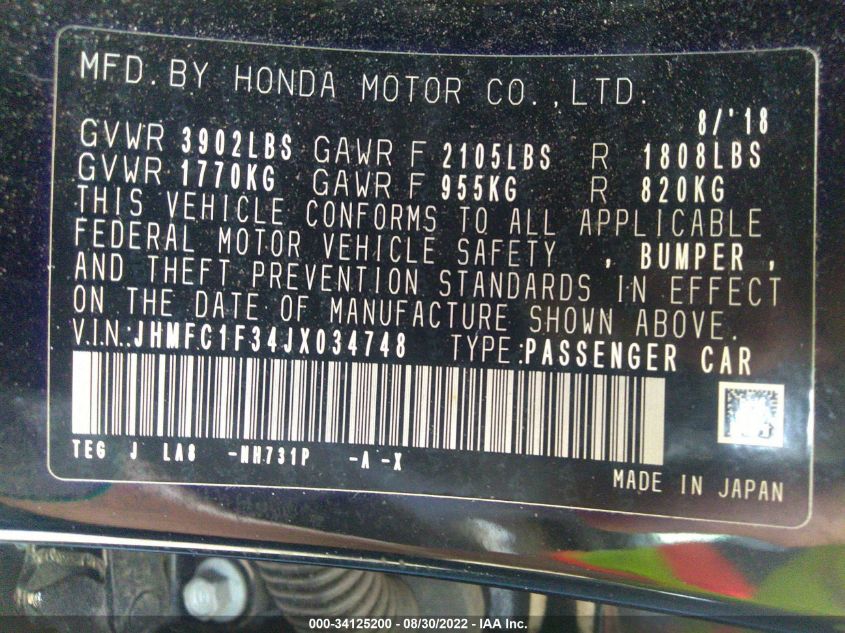 MFD. BY HONDA MOTOR CO., LTD.
8/'18
GVWR 3902LBS GAWR F 2105LBS R 1808LBS
GVWR 1770KG GAWR F 955KG R 820KG
THIS VEHICLE CONFORMS TO ALL APPLICABLE
FEDERAL MOTOR VEHICLE SAFETY , BUMPER ,
AND THEFT PREVENTION STANDARDS IN EFFECT
ON THE DATE OF MANUFACTURE SHOWN ABOVE.
V.I.N.:JHMFC1F34JX034748 TYPE:PASSENGER CAR
TEG J LA8 -NH731P -A -X
MADE IN JAPAN
000-34125200 - 08/30/2022 - IAA Inc.